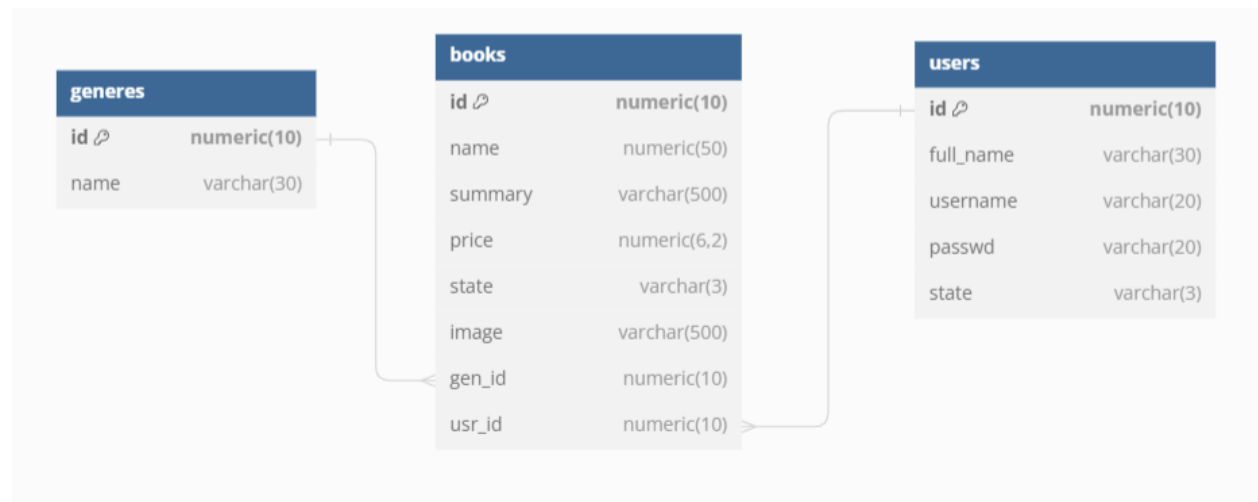 generes
id numeric(10)
name varchar(30)
books
id numeric(10)
name numeric(50)
summary varchar(500)
price numeric(6,2)
state varchar(3)
image varchar(500)
gen_id numeric(10)
usr_id numeric(10)
users
id numeric(10)
full_name varchar(30)
username varchar(20)
passwd varchar(20)
state varchar(3)